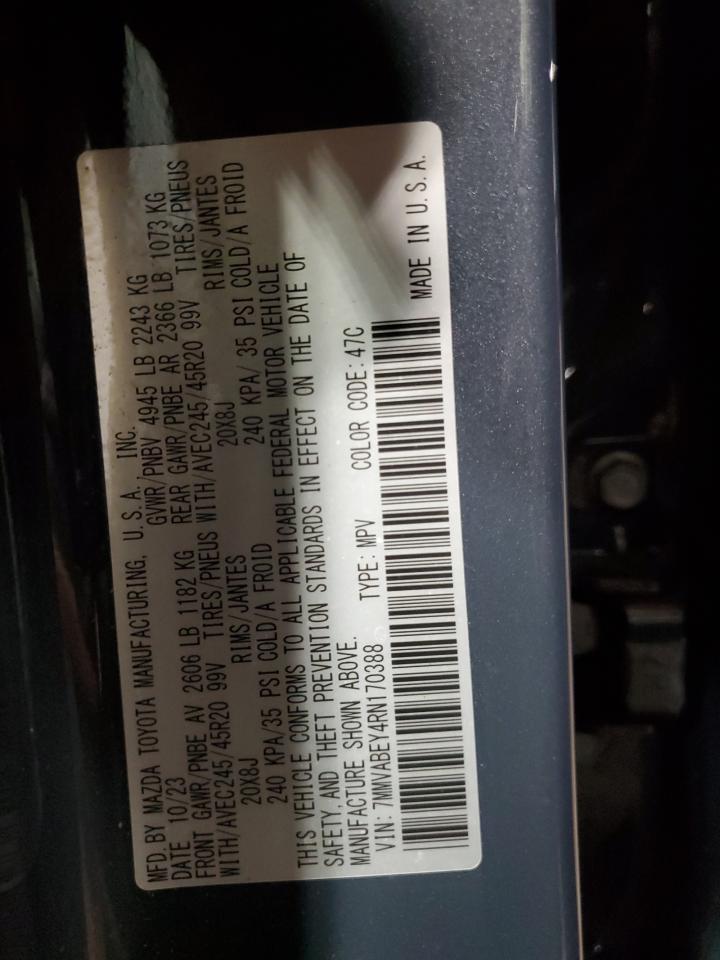 MFD. BY MAZDA TOYOTA MANUFACTURING, U.S.A., INC.
DATE 10/23 GVWR/PNBV 4945 LB 2243 KG
FRONT GAWR/PNBE AV 2606 LB 1182 KG REAR GAWR/PNBE AR 2366 LB 1073 KG
WITH/AVEC245/45R20 99V TIRES/PNEUS WITH/AVEC245/45R20 99V TIRES/PNEUS
20X8J RIMS/JANTES 20X8J RIMS/JANTES
240 KPA/35 PSI COLD/A FROID 240 KPA/ 35 PSI COLD/A FROID
THIS VEHICLE CONFORMS TO ALL APPLICABLE FEDERAL MOTOR VEHICLE
SAFETY,AND THEFT PREVENTION STANDARDS IN EFFECT ON THE DATE OF
MANUFACTURE SHOWN ABOVE.
VIN:7MMVABEY4RN170388 TYPE: MPV COLOR CODE: 47C
MADE IN U.S.A.